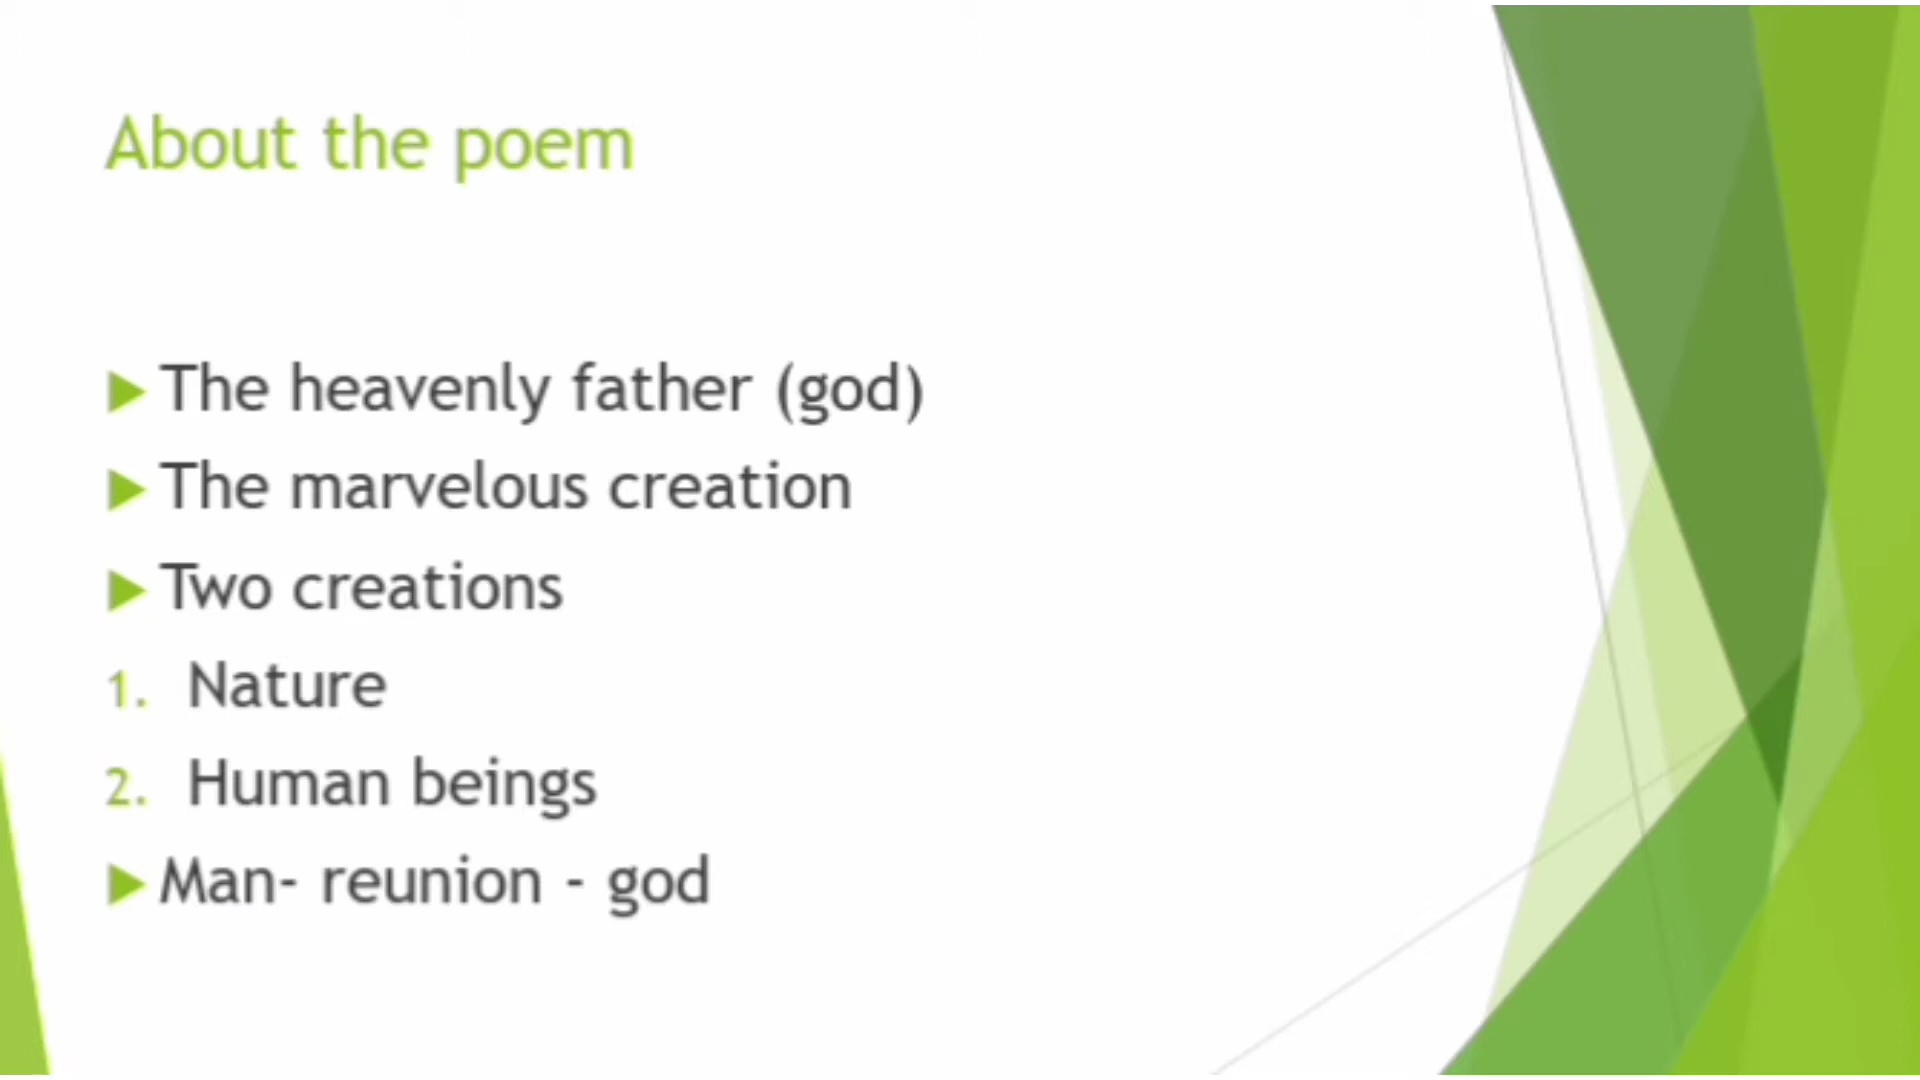 About the poem
The heavenly father (god)
The marvelous creation
Two creations
1. Nature
2. Human beings
Man- reunion - god